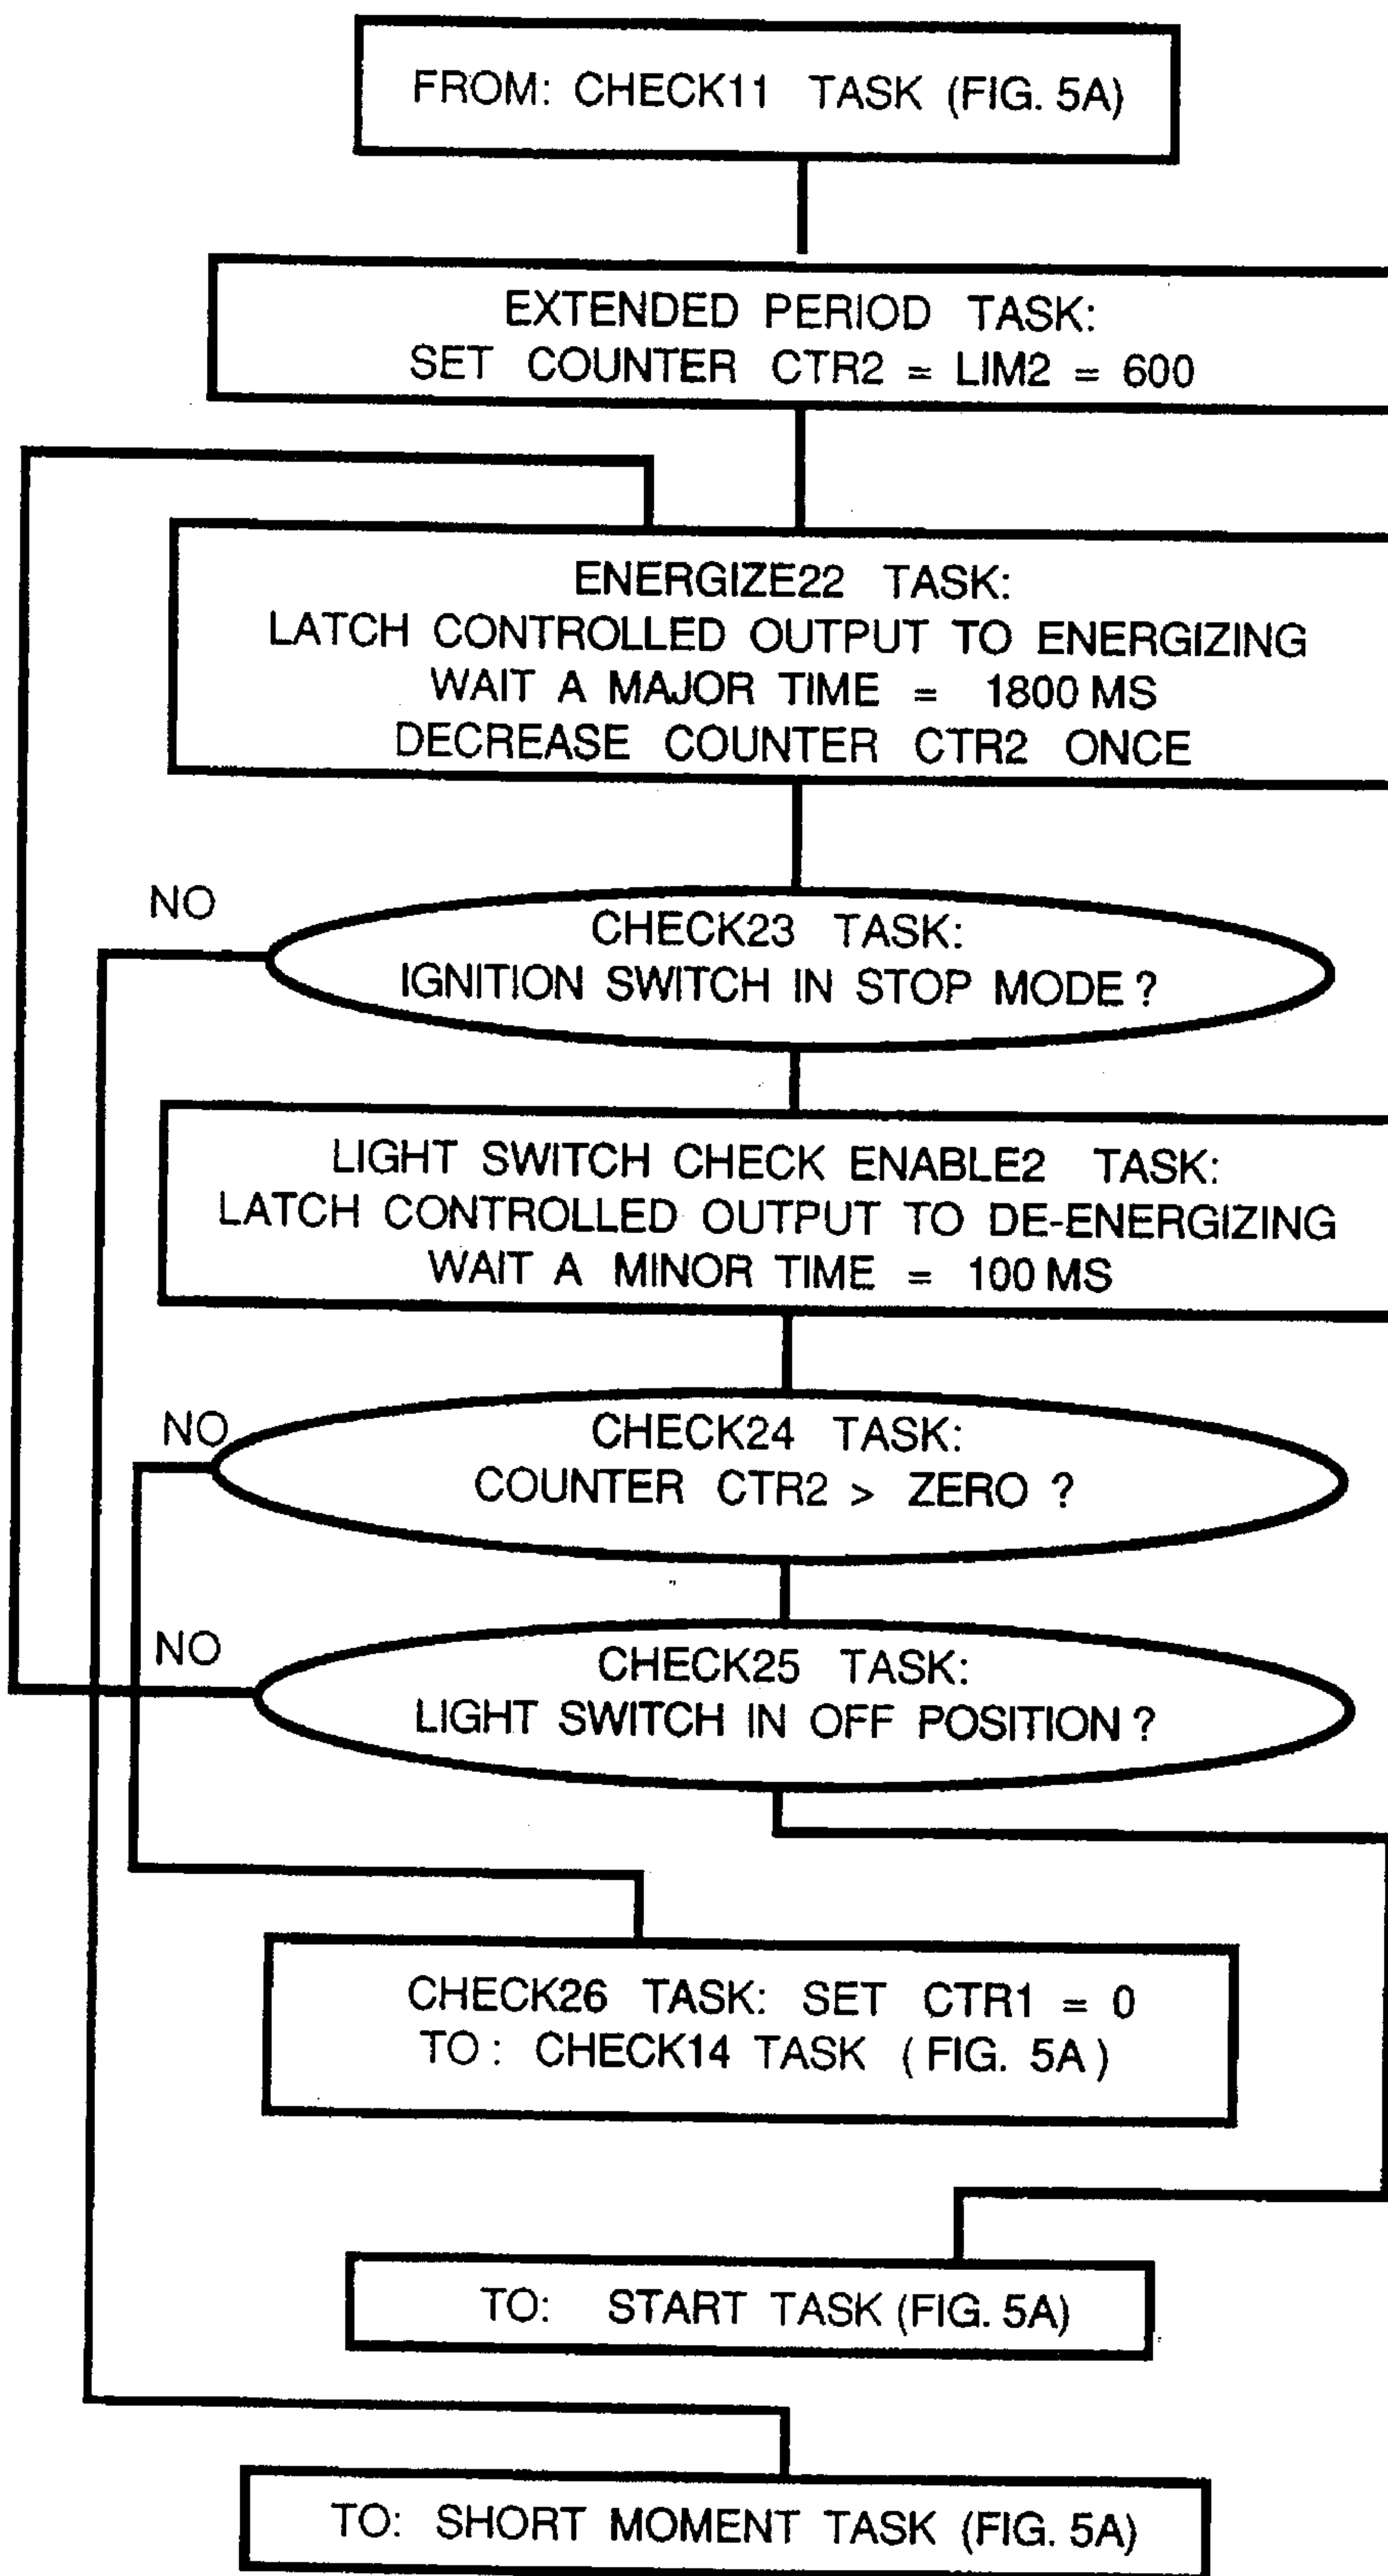 FROM: CHECK11 TASK (FIG. 5A)
EXTENDED PERIOD TASK:
SET COUNTER CTR2 = LIM2 = 600
ENERGIZE22 TASK:
LATCH CONTROLLED OUTPUT TO ENERGIZING
WAIT A MAJOR TIME = 1800 MS
DECREASE COUNTER CTR2 ONCE
NO
CHECK23 TASK:
IGNITION SWITCH IN STOP MODE ?
LIGHT SWITCH CHECK ENABLE2 TASK:
LATCH CONTROLLED OUTPUT TO DE-ENERGIZING
WAIT A MINOR TIME = 100 MS
NO
CHECK24 TASK:
COUNTER CTR2 > ZERO ?
NO
CHECK25 TASK:
LIGHT SWITCH IN OFF POSITION ?
CHECK26 TASK: SET CTR1 = 0
TO : CHECK14 TASK ( FIG. 5A )
TO: START TASK (FIG. 5A)
TO: SHORT MOMENT TASK (FIG. 5A)